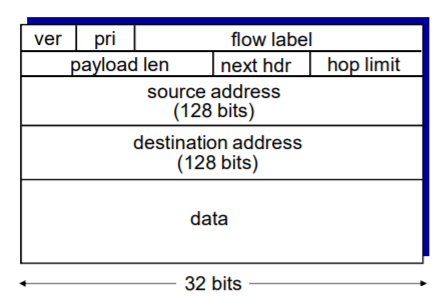 ver pri flow label
payload len next hdr hop limit
source address
(128 bits)
destination address
(128 bits)
data
32 bits